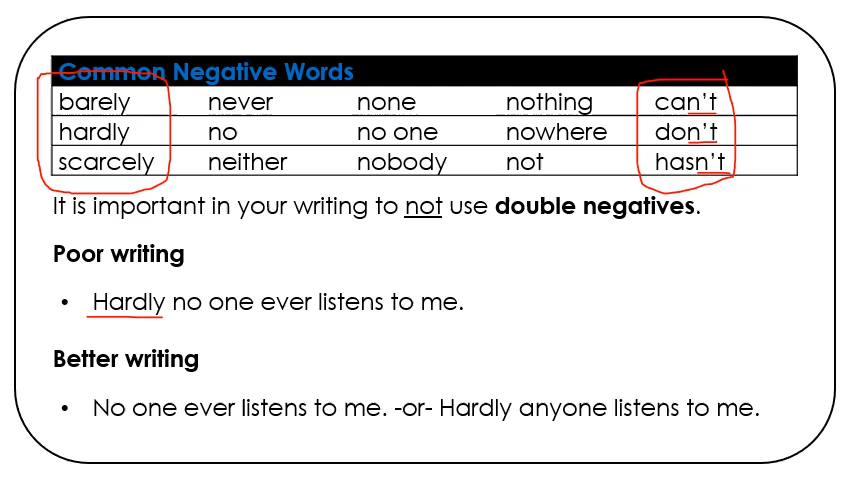 Common Negative Words
barely never none nothing can't
hardly no no one nowhere don't
scarcely neither nobody not hasn't
It is important in your writing to not use double negatives.
Poor writing
• Hardly no one ever listens to me.
Better writing
• No one ever listens to me. -or- Hardly anyone listens to me.